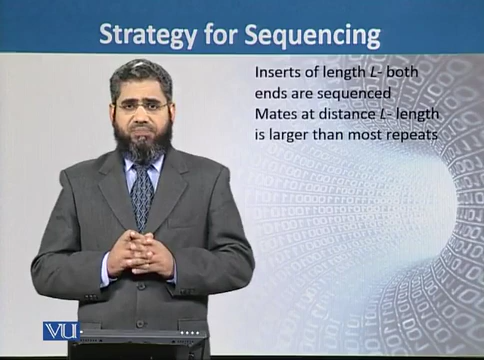 Strategy for Sequencing
Inserts of length L- both
ends are sequenced
Mates at distance L- length
is larger than most repeats
VU